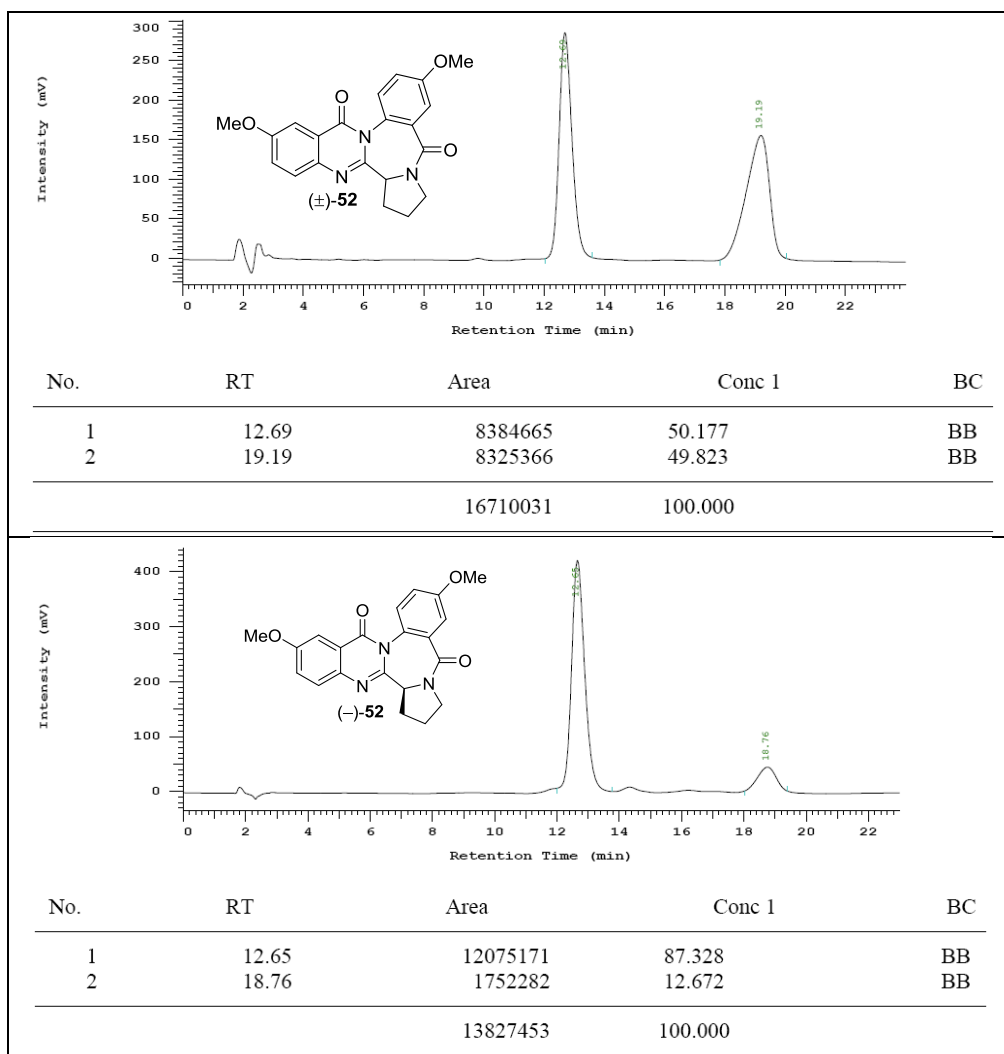 300
250
200
150
100
50
0
Intensity (mV)
12.69
19.19
OMe
O
MeO
N
O
N
N
(±)-52
0 2 4 6 8 10 12 14 16 18 20 22
Retention Time (min)
No. RT Area Conc 1 BC
1 12.69 8384665 50.177 BB
2 19.19 8325366 49.823 BB
16710031 100.000
400
300
200
100
0
Intensity (mV)
12.65
18.76
OMe
O
MeO
N
O
N
N
(−)-52
0 2 4 6 8 10 12 14 16 18 20 22
Retention Time (min)
No. RT Area Conc 1 BC
1 12.65 12075171 87.328 BB
2 18.76 1752282 12.672 BB
13827453 100.000